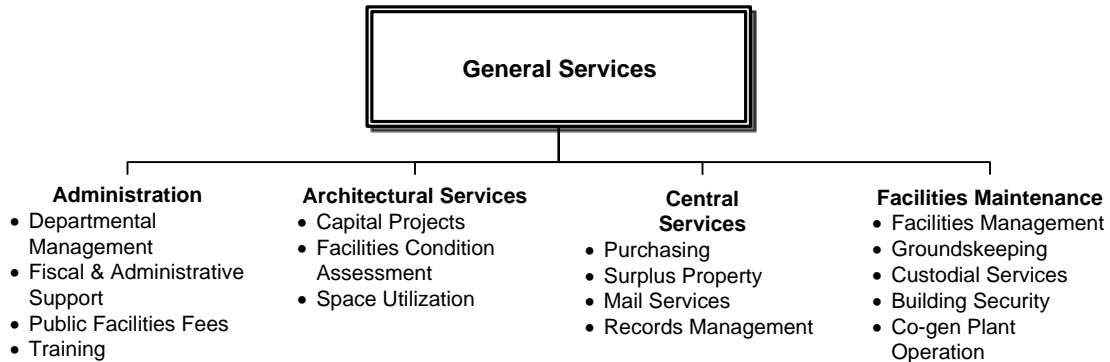 General Services
Administration
• Departmental
Management
• Fiscal & Administrative
Support
• Public Facilities Fees
• Training
Architectural Services
• Capital Projects
• Facilities Condition
Assessment
• Space Utilization
Central
Services
• Purchasing
• Surplus Property
• Mail Services
• Records Management
Facilities Maintenance
• Facilities Management
• Groundskeeping
• Custodial Services
• Building Security
• Co-gen Plant
Operation